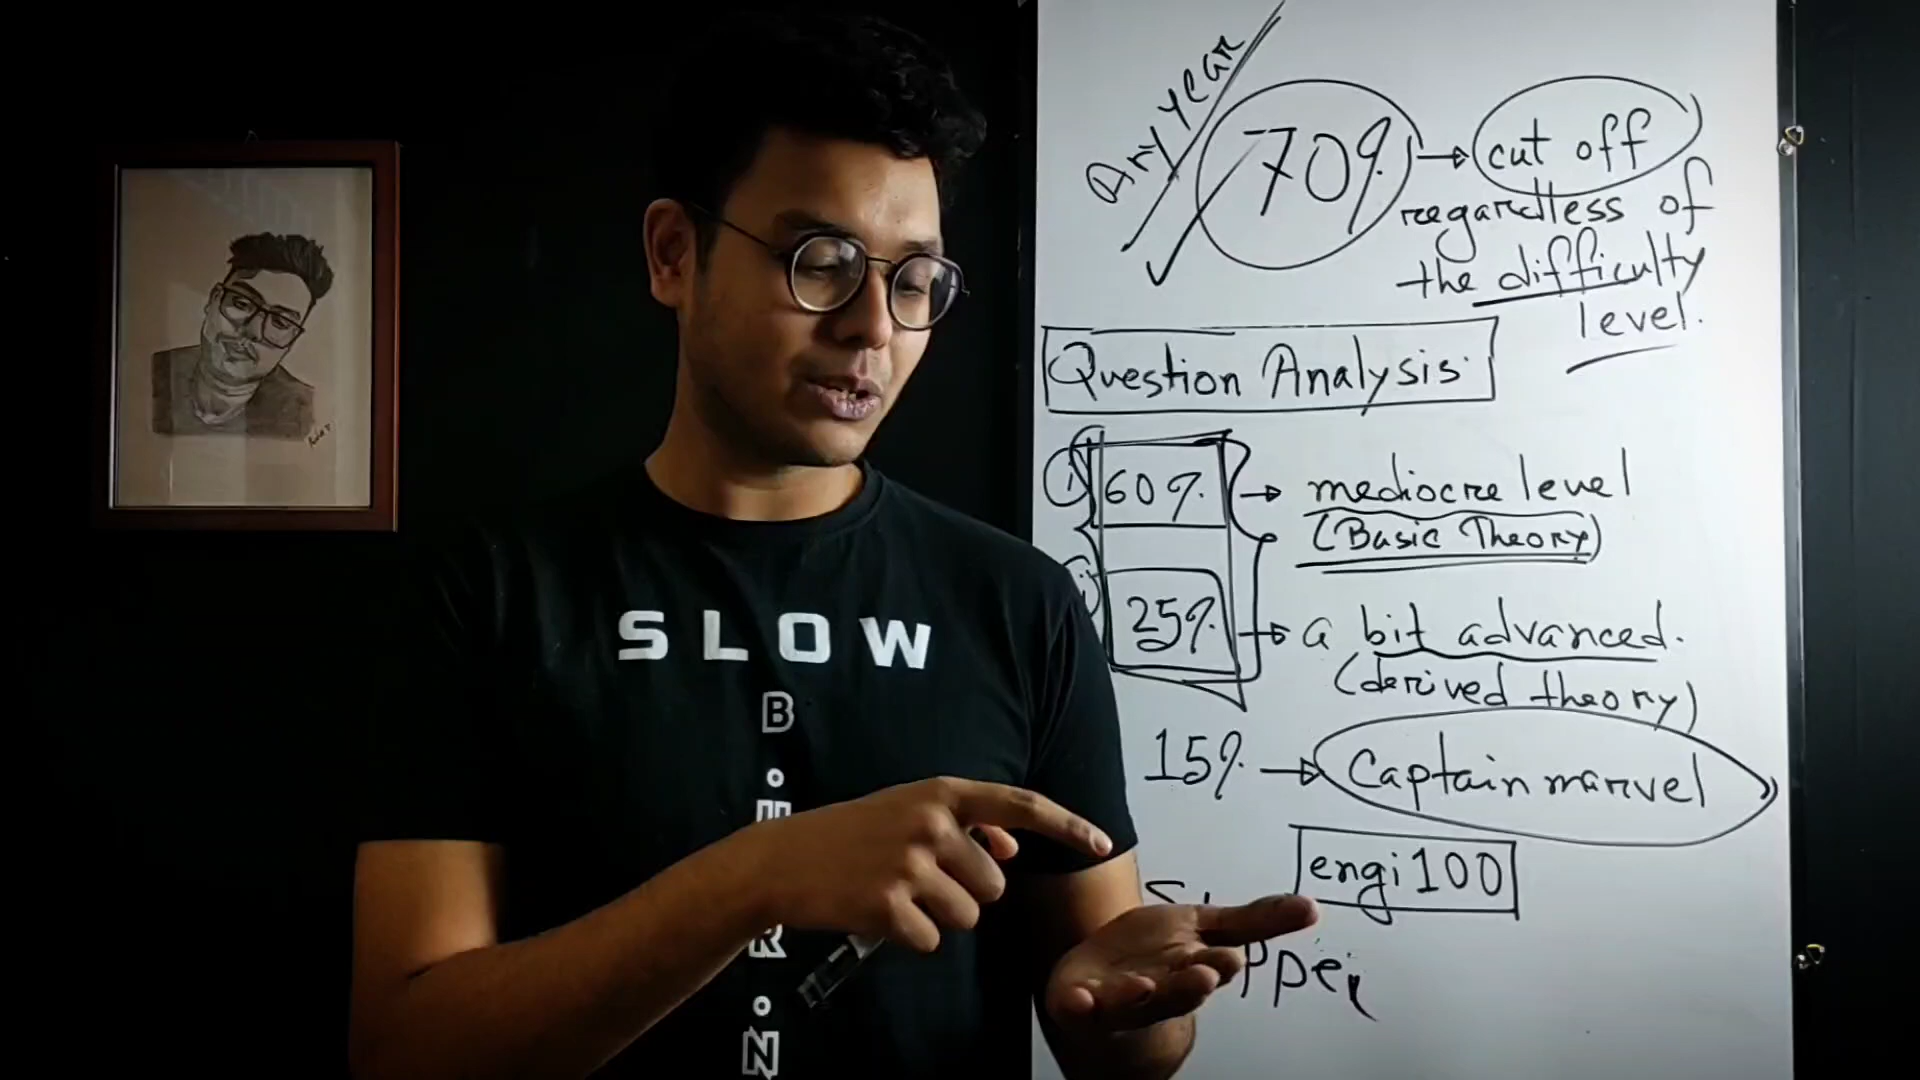 Any year
70% → cut off
regardless of
the difficulty
level.
Question Analysis
i 60% → mediocre level
(Basic Theory)
25% → a bit advanced.
(derived theory)
15% → Captain marvel
engi100
SLOW
B
R
N